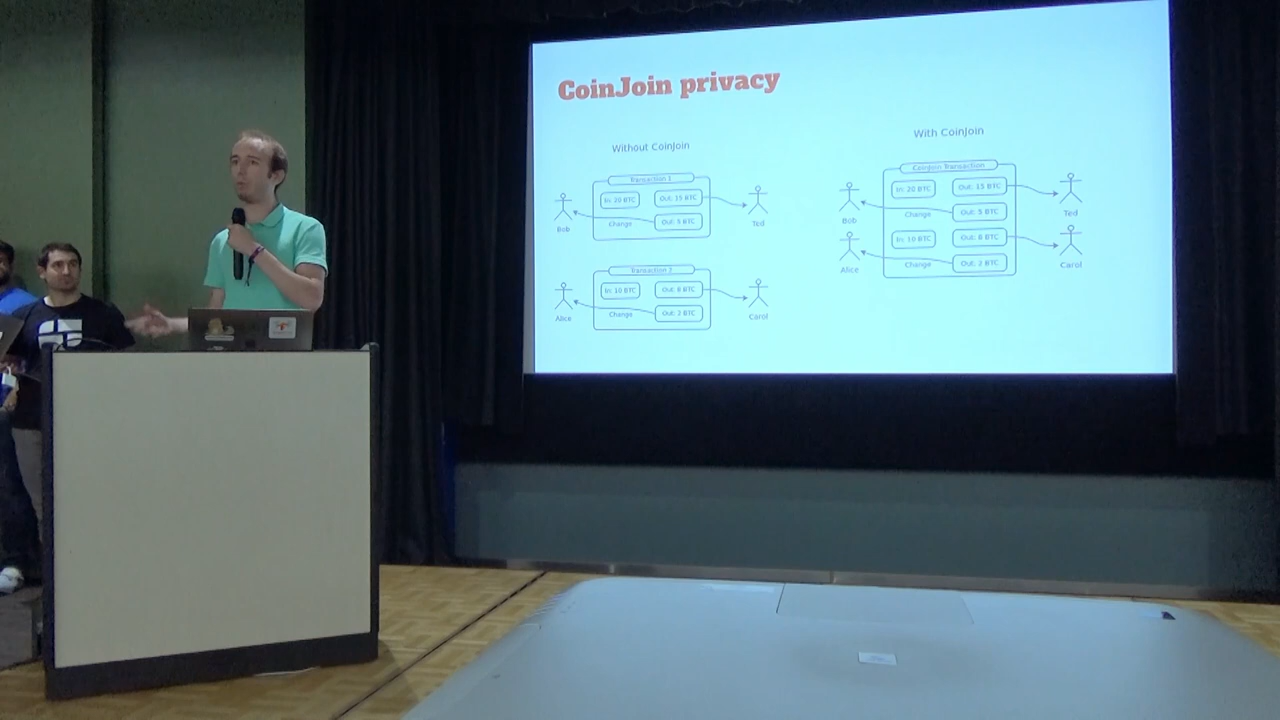 CoinJoin privacy
Without CoinJoin
Transaction 1
In: 20 BTC
Out: 15 BTC
Out: 5 BTC
Change
Bob
Ted
Transaction 2
In: 10 BTC
Out: 8 BTC
Out: 2 BTC
Change
Alice
Carol
With CoinJoin
CoinJoin Transaction
In: 20 BTC
Out: 15 BTC
Out: 5 BTC
Change
Bob
Ted
In: 10 BTC
Out: 8 BTC
Out: 2 BTC
Change
Alice
Carol